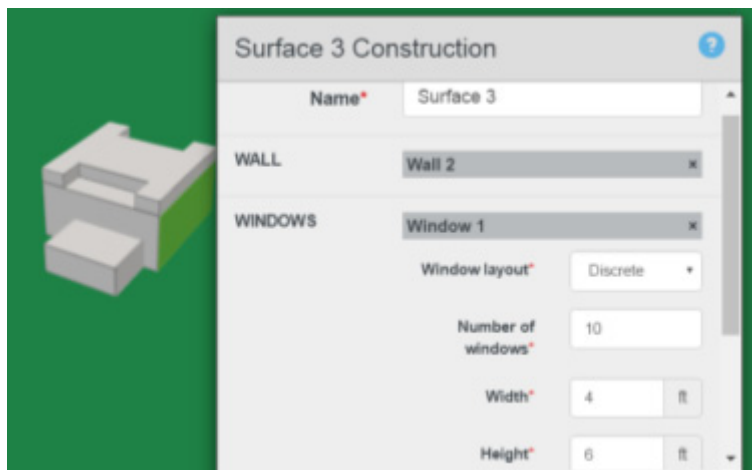 Surface 3 Construction ?
Name* Surface 3
WALL Wall 2 ×
WINDOWS Window 1 ×
Window layout* Discrete
Number of windows* 10
Width* 4 ft
Height* 6 ft